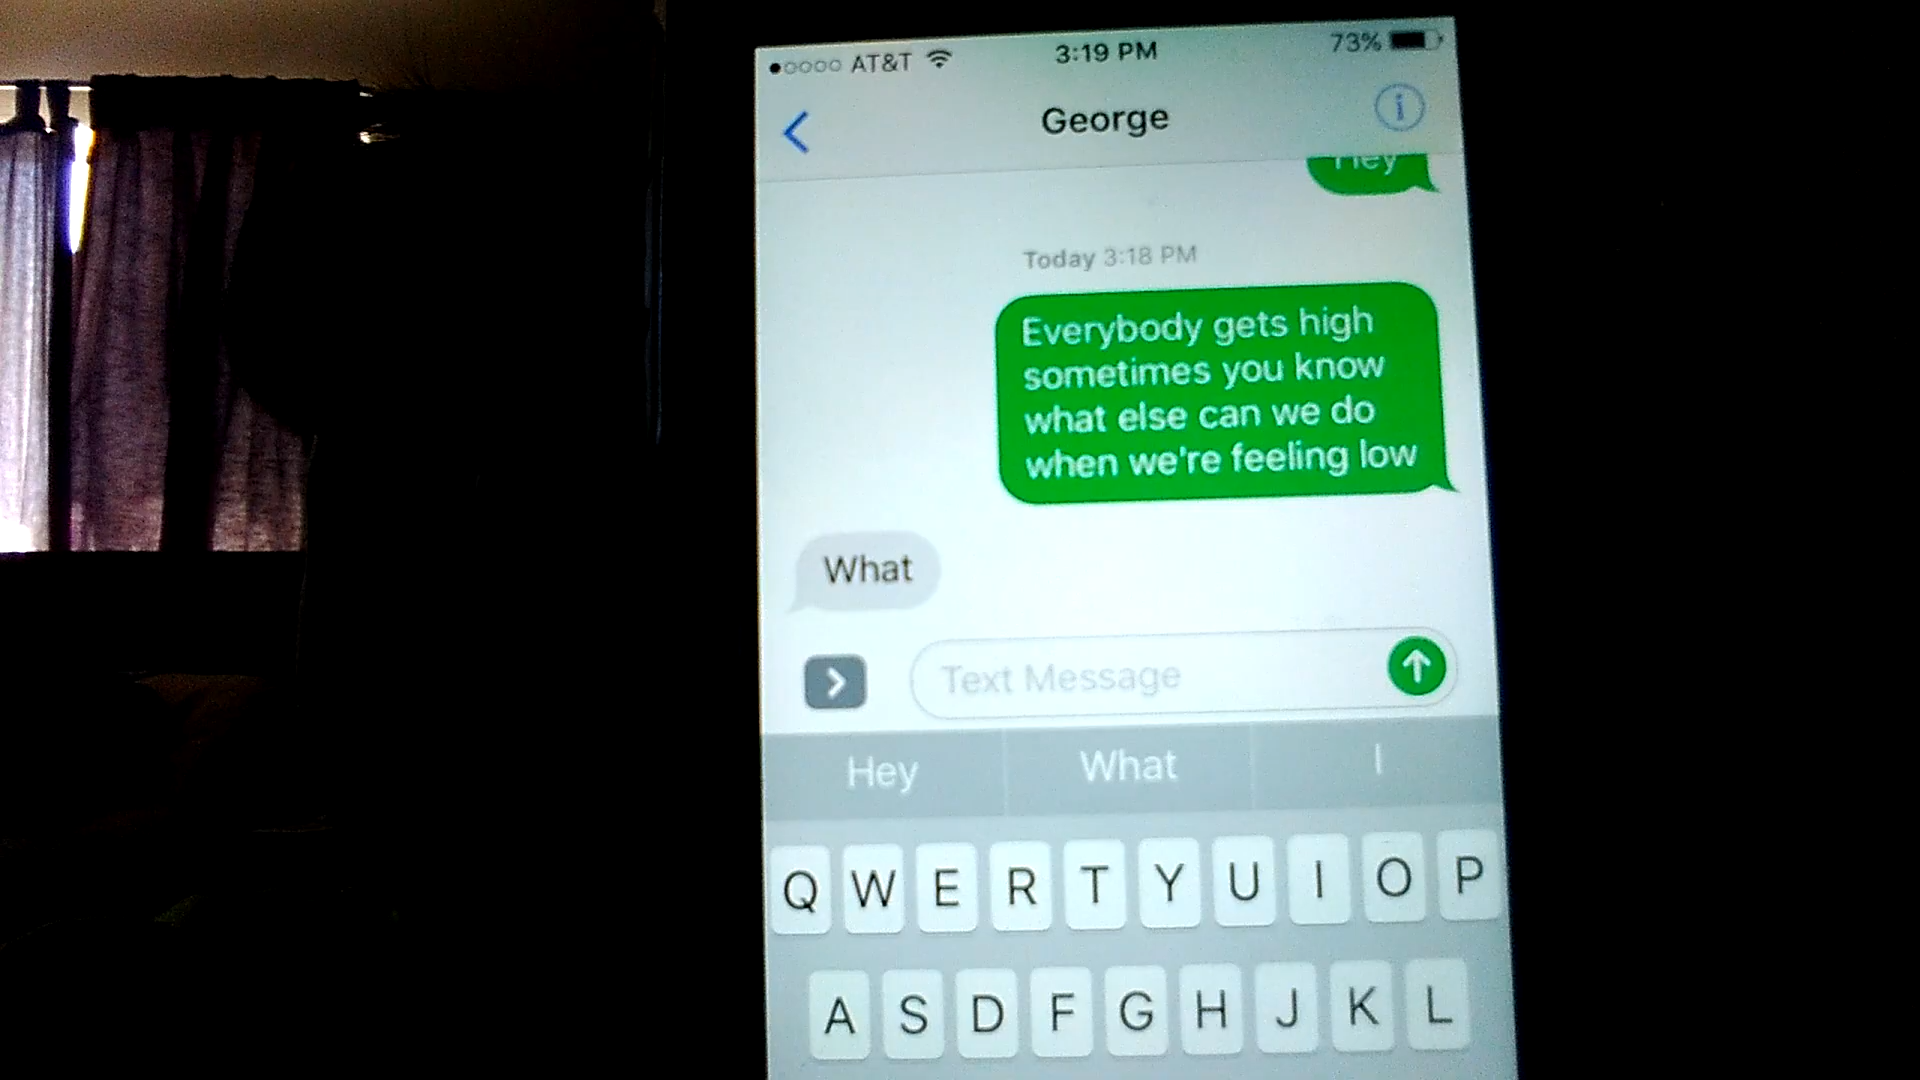 AT&T 3:19 PM 73%
George
Hey
Today 3:18 PM
Everybody gets high
sometimes you know
what else can we do
when we're feeling low
What
Text Message
Hey What I
Q W E R T Y U I O P
A S D F G H J K L